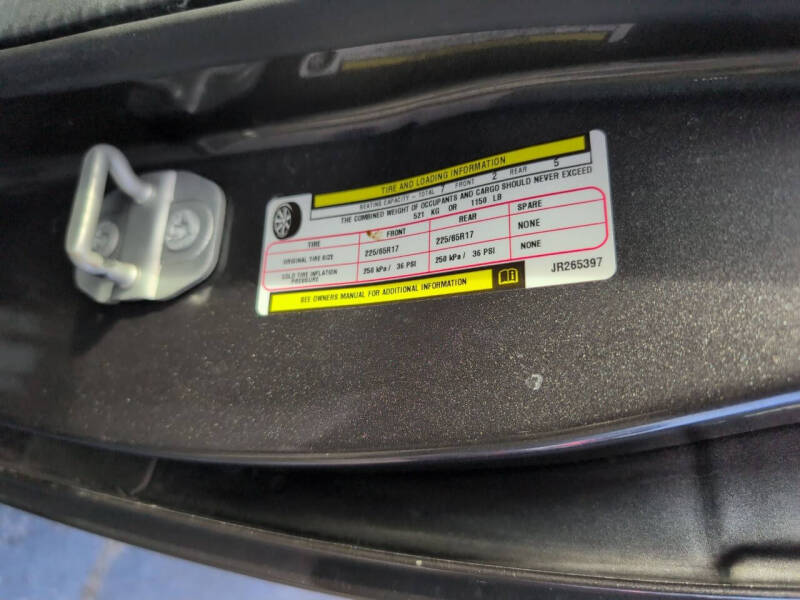 TIRE AND LOADING INFORMATION
SEATING CAPACITY – TOTAL 7 FRONT 2 REAR 5
THE COMBINED WEIGHT OF OCCUPANTS AND CARGO SHOULD NEVER EXCEED
521 KG OR 1150 LB
TIRE FRONT REAR SPARE
ORIGINAL TIRE SIZE 225/65R17 225/65R17 NONE
COLD TIRE INFLATION PRESSURE 250 kPa / 36 PSI 250 kPa / 36 PSI NONE
SEE OWNERS MANUAL FOR ADDITIONAL INFORMATION
JR265397